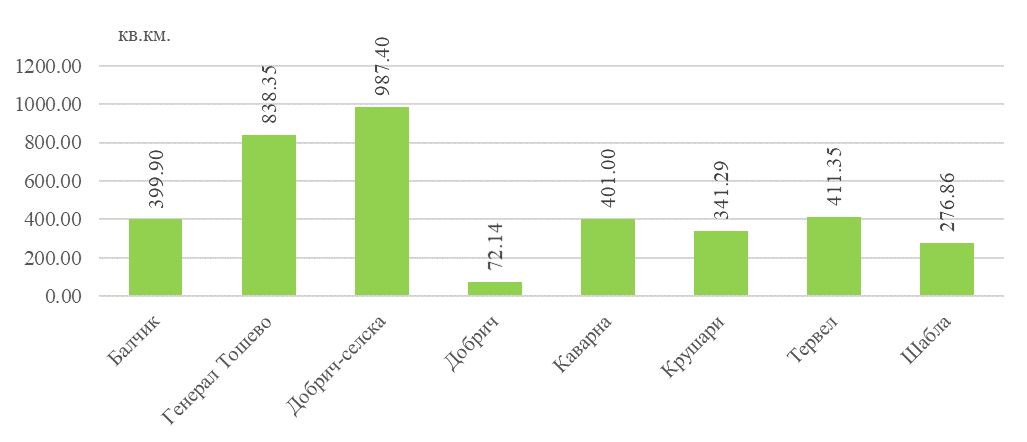 кв.км.
1200.00
1000.00
800.00
600.00
400.00
200.00
0.00
399.90
838.35
987.40
72.14
401.00
341.29
411.35
276.86
Балчик
Генерал Тошево
Добрич-селска
Добрич
Каварна
Крушари
Тервел
Шабла